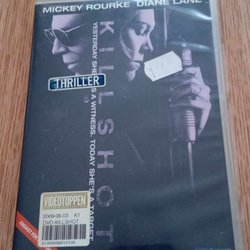 MICKEY ROURKE DIANE LANE
KILLSHOT
YESTERDAY SHE WAS A WITNESS. TODAY SHE'S A TARGET.
THRILLER
VIDEOTOPPEN
2009-06-03 K1
DVD-KILLSHOT